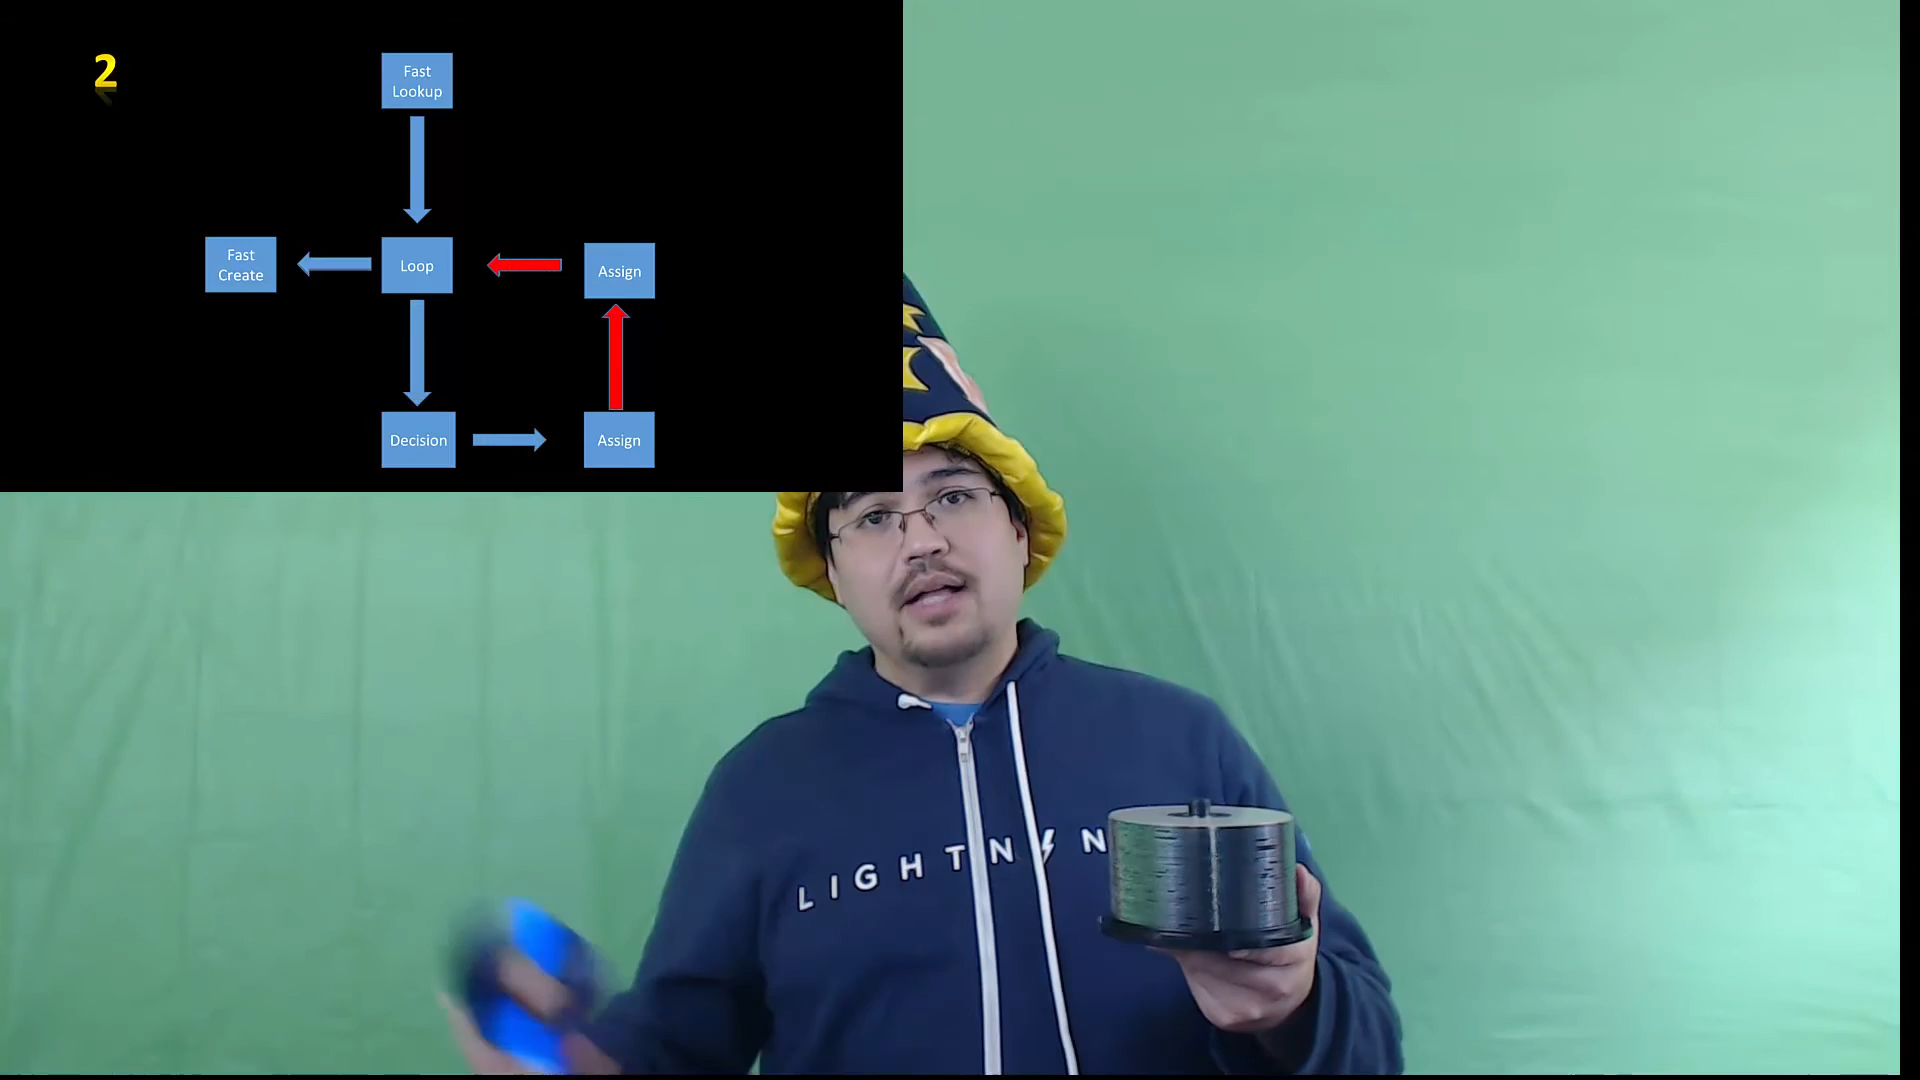 2
Fast
Lookup
Fast
Create
Loop
Assign
Decision
Assign
LIGHTN⚡N